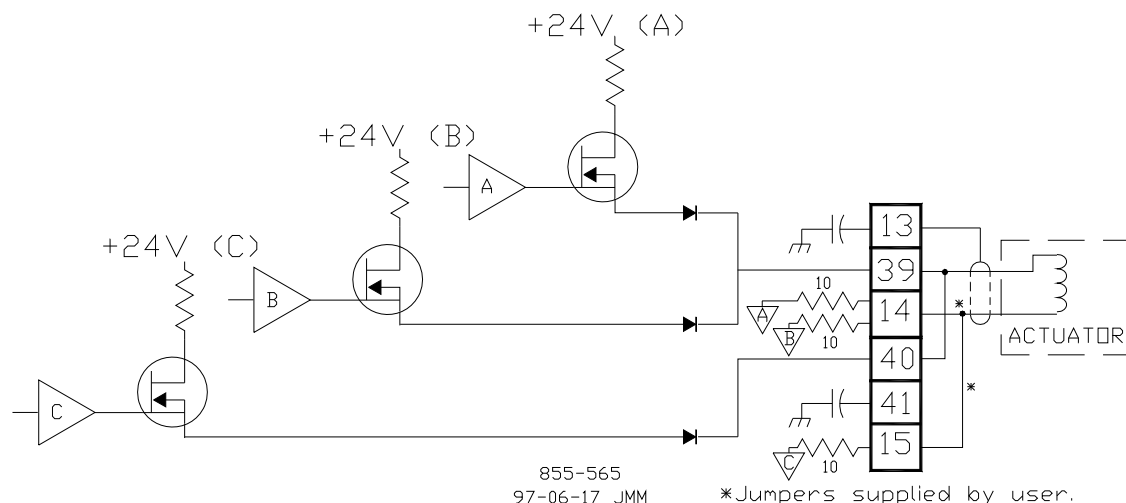 +24V (A)
+24V (B)
A
+24V (C)
B
C
13
39
10
14
A
B
10
*
ACTUATOR
40
*
41
15
C
10
855-565
97-06-17 JMM
*Jumpers supplied by user.